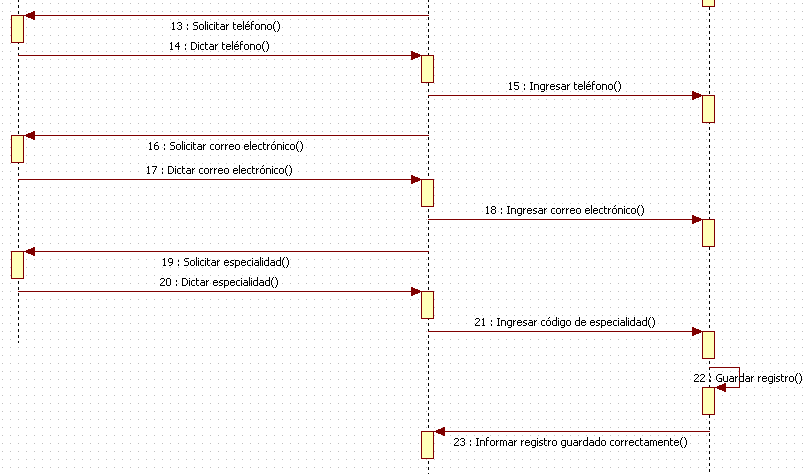 13 : Solicitar teléfono()
14 : Dictar teléfono()
15 : Ingresar teléfono()
16 : Solicitar correo electrónico()
17 : Dictar correo electrónico()
18 : Ingresar correo electrónico()
19 : Solicitar especialidad()
20 : Dictar especialidad()
21 : Ingresar código de especialidad()
22 : Guardar registro()
23 : Informar registro guardado correctamente()